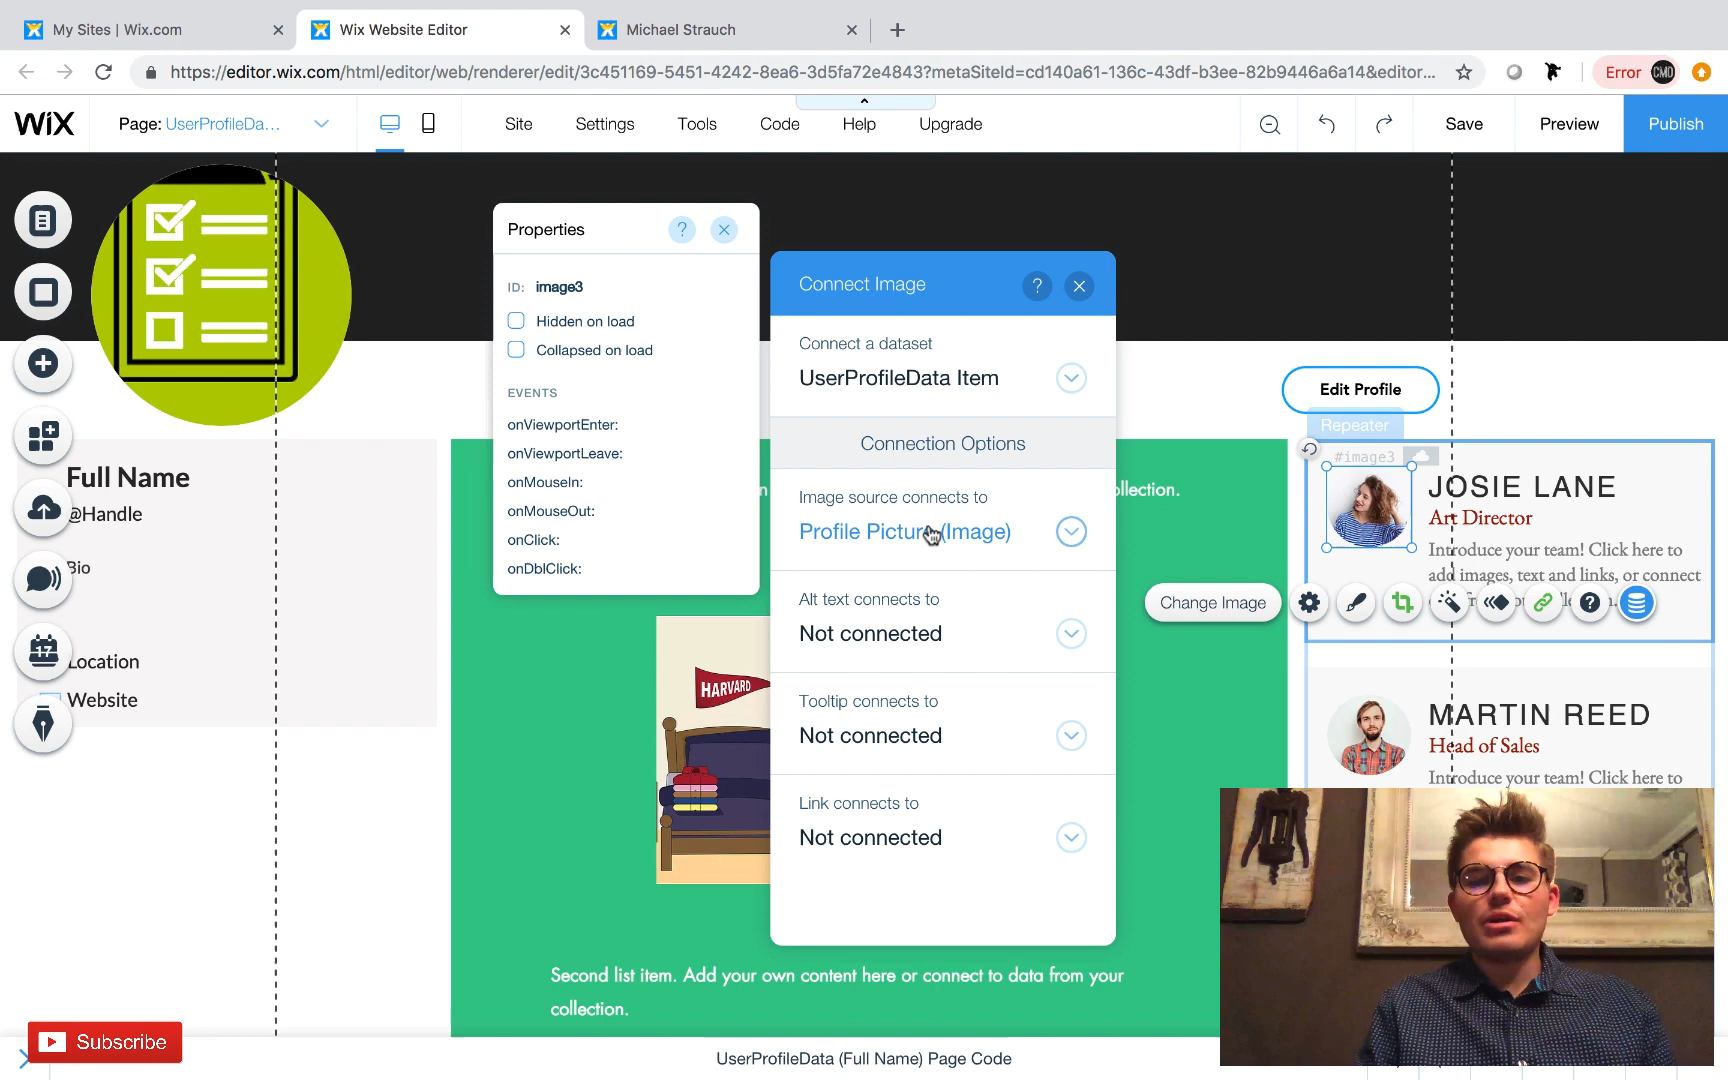 My Sites | Wix.com
Wix Website Editor
Michael Strauch
https://editor.wix.com/html/editor/web/renderer/edit/3c451169-5451-4242-8ea6-3d5fa72e4843?metaSiteId=cd140a61-136c-43df-b3ee-82b9446a6a14&editor...
Error
CMD
WiX
Page: UserProfileDa...
Site
Settings
Tools
Code
Help
Upgrade
Save
Preview
Publish
Properties
?
ID: image3
Hidden on load
Collapsed on load
EVENTS
onViewportEnter:
onViewportLeave:
onMouseIn:
onMouseOut:
onClick:
onDblClick:
Connect Image
?
Connect a dataset
UserProfileData Item
Connection Options
Image source connects to
Profile Picture (Image)
Alt text connects to
Not connected
Tooltip connects to
Not connected
Link connects to
Not connected
Edit Profile
Repeater
#image3
JOSIE LANE
Art Director
Introduce your team! Click here to
add images, text and links, or connect
Change Image
?
MARTIN REED
Head of Sales
Introduce your team! Click here to
Full Name
@Handle
Bio
Location
Website
17
ollection.
HARVARD
Second list item. Add your own content here or connect to data from your
collection.
Subscribe
UserProfileData (Full Name) Page Code